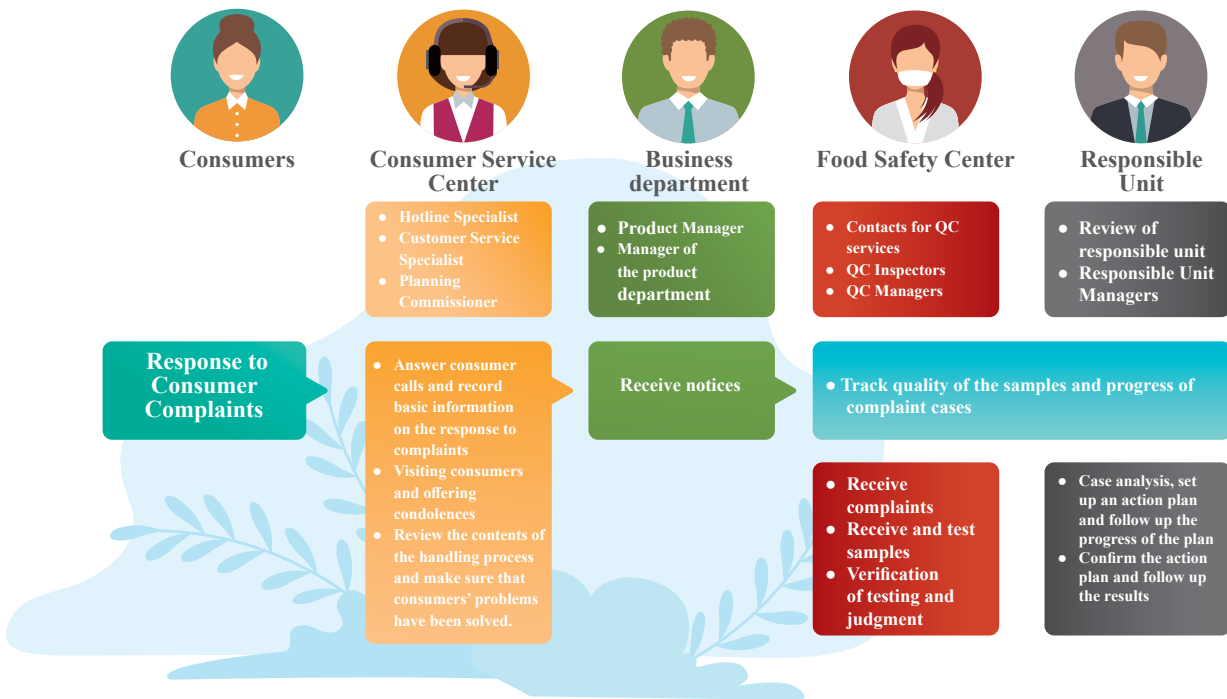 Consumers
Consumer Service
Center
Business
department
Food Safety Center
Responsible
Unit
● Hotline Specialist
● Customer Service
Specialist
● Planning
Commissioner
● Product Manager
● Manager of
the product
department
● Contacts for QC
services
● QC Inspectors
● QC Managers
● Review of
responsible unit
● Responsible Unit
Managers
Response to
Consumer
Complaints
● Answer consumer
calls and record
basic information
on the response to
complaints
● Visiting consumers
and offering
condolences
● Review the contents of
the handling process
and make sure that
consumers’ problems
have been solved.
Receive notices
● Track quality of the samples and progress of
complaint cases
● Receive
complaints
● Receive and test
samples
● Verification
of testing and
judgment
● Case analysis, set
up an action plan
and follow up the
progress of the plan
● Confirm the action
plan and follow up
the results